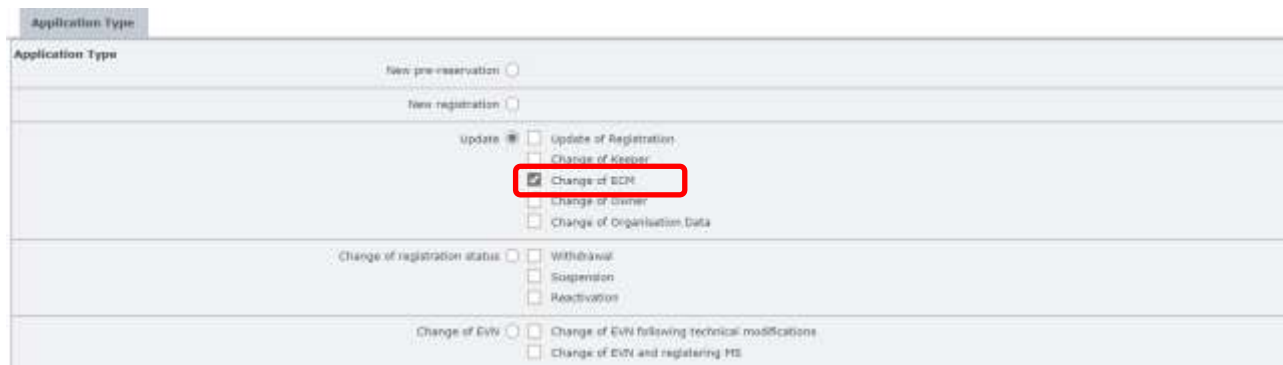 Application Type
Application Type
New pre-reservation
New registration
Update Update of Registration
Change of Keeper
Change of ECM
Change of Owner
Change of Organisation Data
Change of registration status Withdrawal
Suspension
Reactivation
Change of EVN Change of EVN following technical modifications
Change of EVN and registering MS